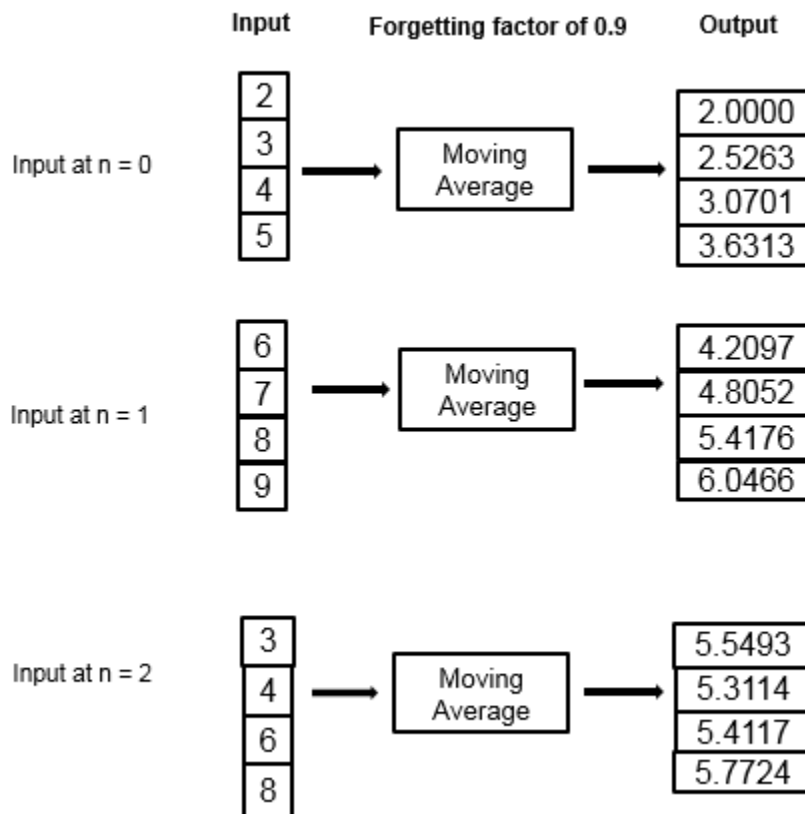 Input Forgetting factor of 0.9 Output
Input at n = 0
2
3
4
5
Moving
Average
2.0000
2.5263
3.0701
3.6313
Input at n = 1
6
7
8
9
Moving
Average
4.2097
4.8052
5.4176
6.0466
Input at n = 2
3
4
6
8
Moving
Average
5.5493
5.3114
5.4117
5.7724